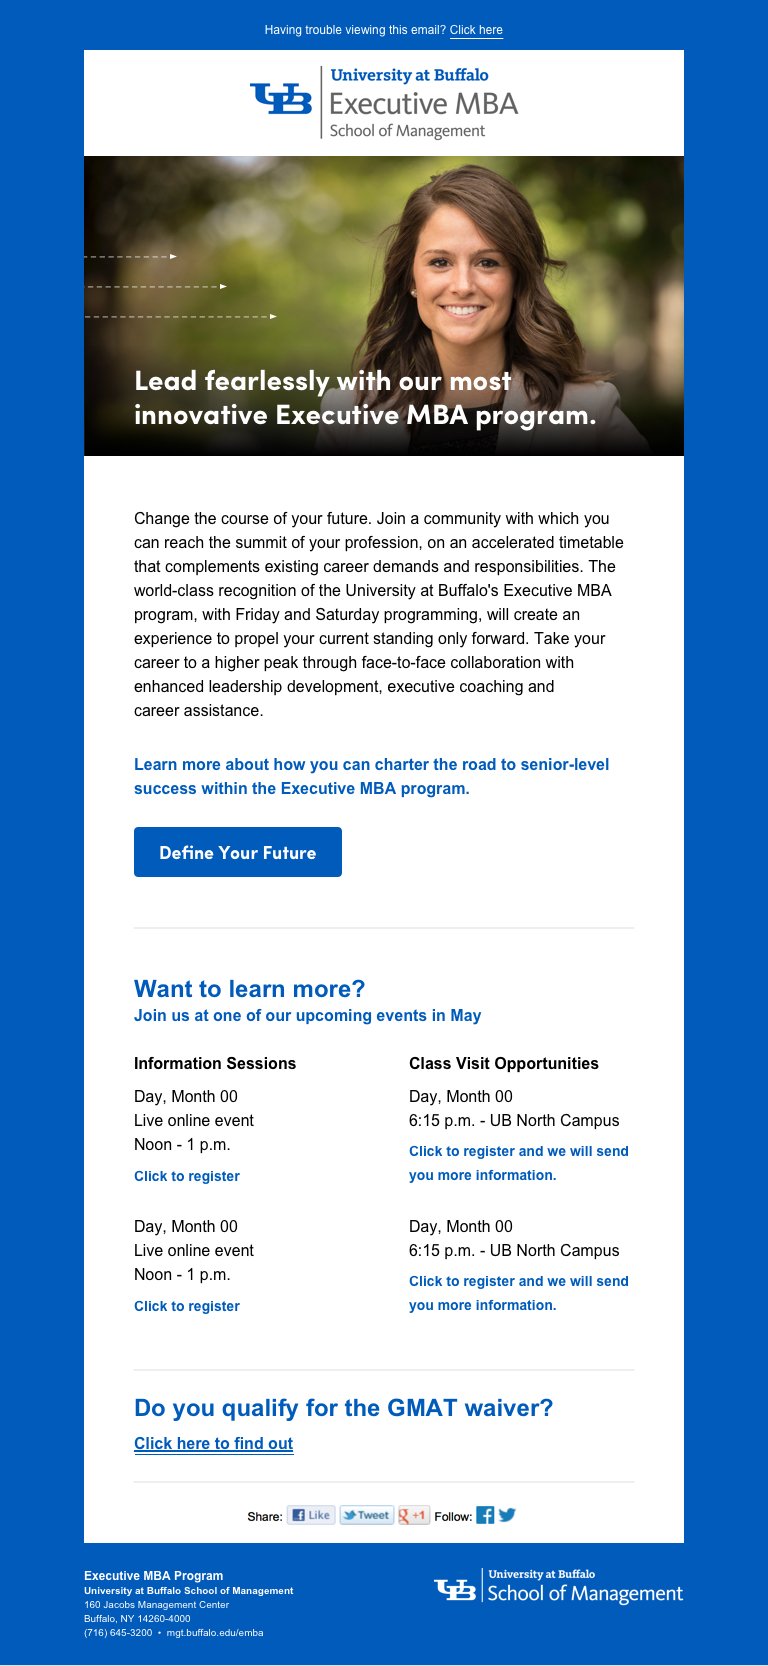 Having trouble viewing this email? Click here
UB
University at Buffalo
Executive MBA
School of Management
Lead fearlessly with our most
innovative Executive MBA program.
Change the course of your future. Join a community with which you
can reach the summit of your profession, on an accelerated timetable
that complements existing career demands and responsibilities. The
world-class recognition of the University at Buffalo's Executive MBA
program, with Friday and Saturday programming, will create an
experience to propel your current standing only forward. Take your
career to a higher peak through face-to-face collaboration with
enhanced leadership development, executive coaching and
career assistance.
Learn more about how you can charter the road to senior-level
success within the Executive MBA program.
Define Your Future
Want to learn more?
Join us at one of our upcoming events in May
Information Sessions
Day, Month 00
Live online event
Noon - 1 p.m.
Click to register
Day, Month 00
Live online event
Noon - 1 p.m.
Click to register
Class Visit Opportunities
Day, Month 00
6:15 p.m. - UB North Campus
Click to register and we will send
you more information.
Day, Month 00
6:15 p.m. - UB North Campus
Click to register and we will send
you more information.
Do you qualify for the GMAT waiver?
Click here to find out
Share: f Like Tweet g +1 Follow: f
Executive MBA Program
University at Buffalo School of Management
160 Jacobs Management Center
Buffalo, NY 14260-4000
(716) 645-3200 • mgt.buffalo.edu/emba
UB
University at Buffalo
School of Management